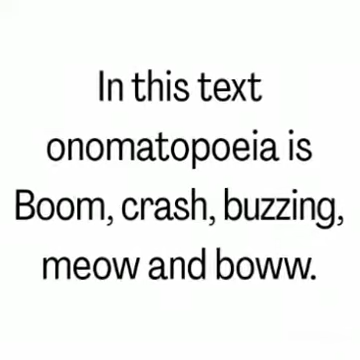 In this text
onomatopoeia is
Boom, crash, buzzing,
meow and boww.